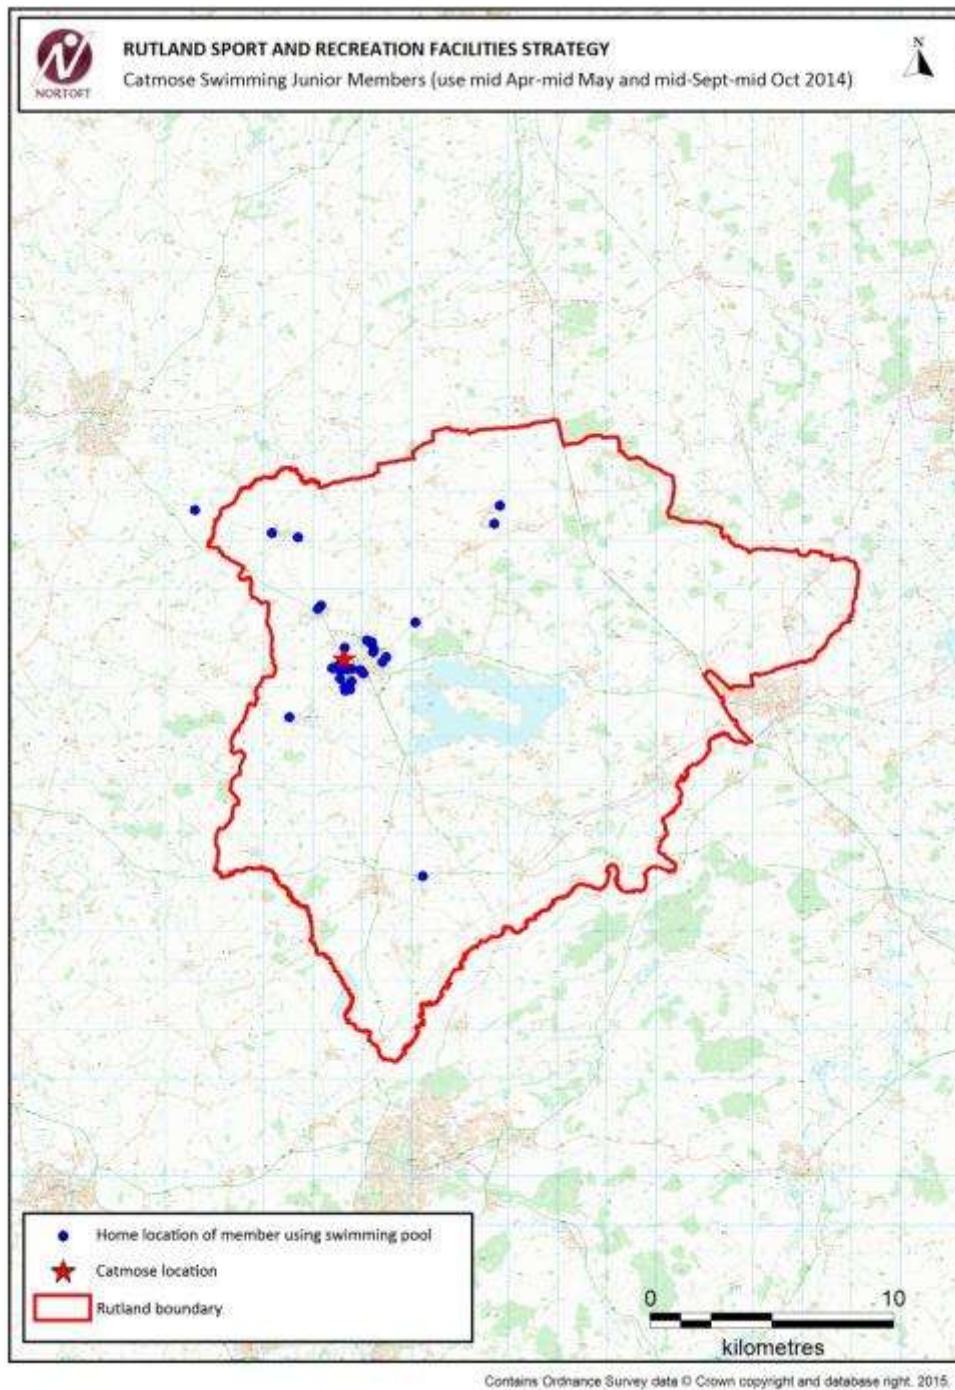 RUTLAND SPORT AND RECREATION FACILITIES STRATEGY
Catmose Swimming Junior Members (use mid Apr-mid May and mid-Sept-mid Oct 2014)
NORTOFT
N
Home location of member using swimming pool
Catmose location
Rutland boundary
0 10
kilometres
Contains Ordnance Survey data © Crown copyright and database right. 2015.